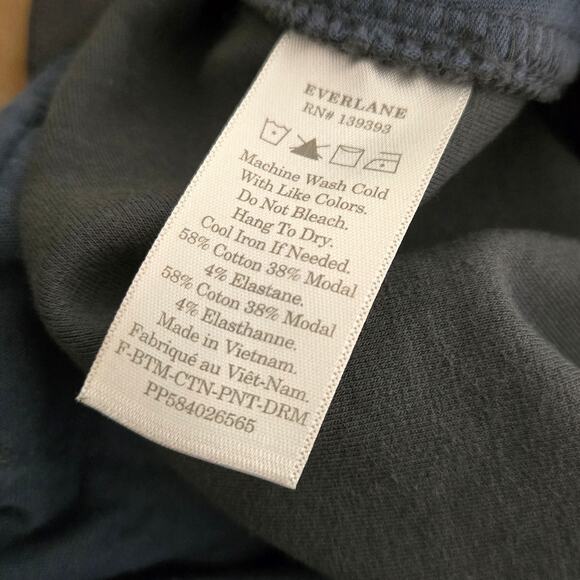 EVERLANE
RN# 139393
Machine Wash Cold
With Like Colors.
Do Not Bleach.
Hang To Dry.
Cool Iron If Needed.
58% Cotton 38% Modal
4% Elastane.
58% Coton 38% Modal
4% Elasthanne.
Made in Vietnam.
Fabriqué au Viêt-Nam.
F-BTM-CTN-PNT-DRM
PP584026565